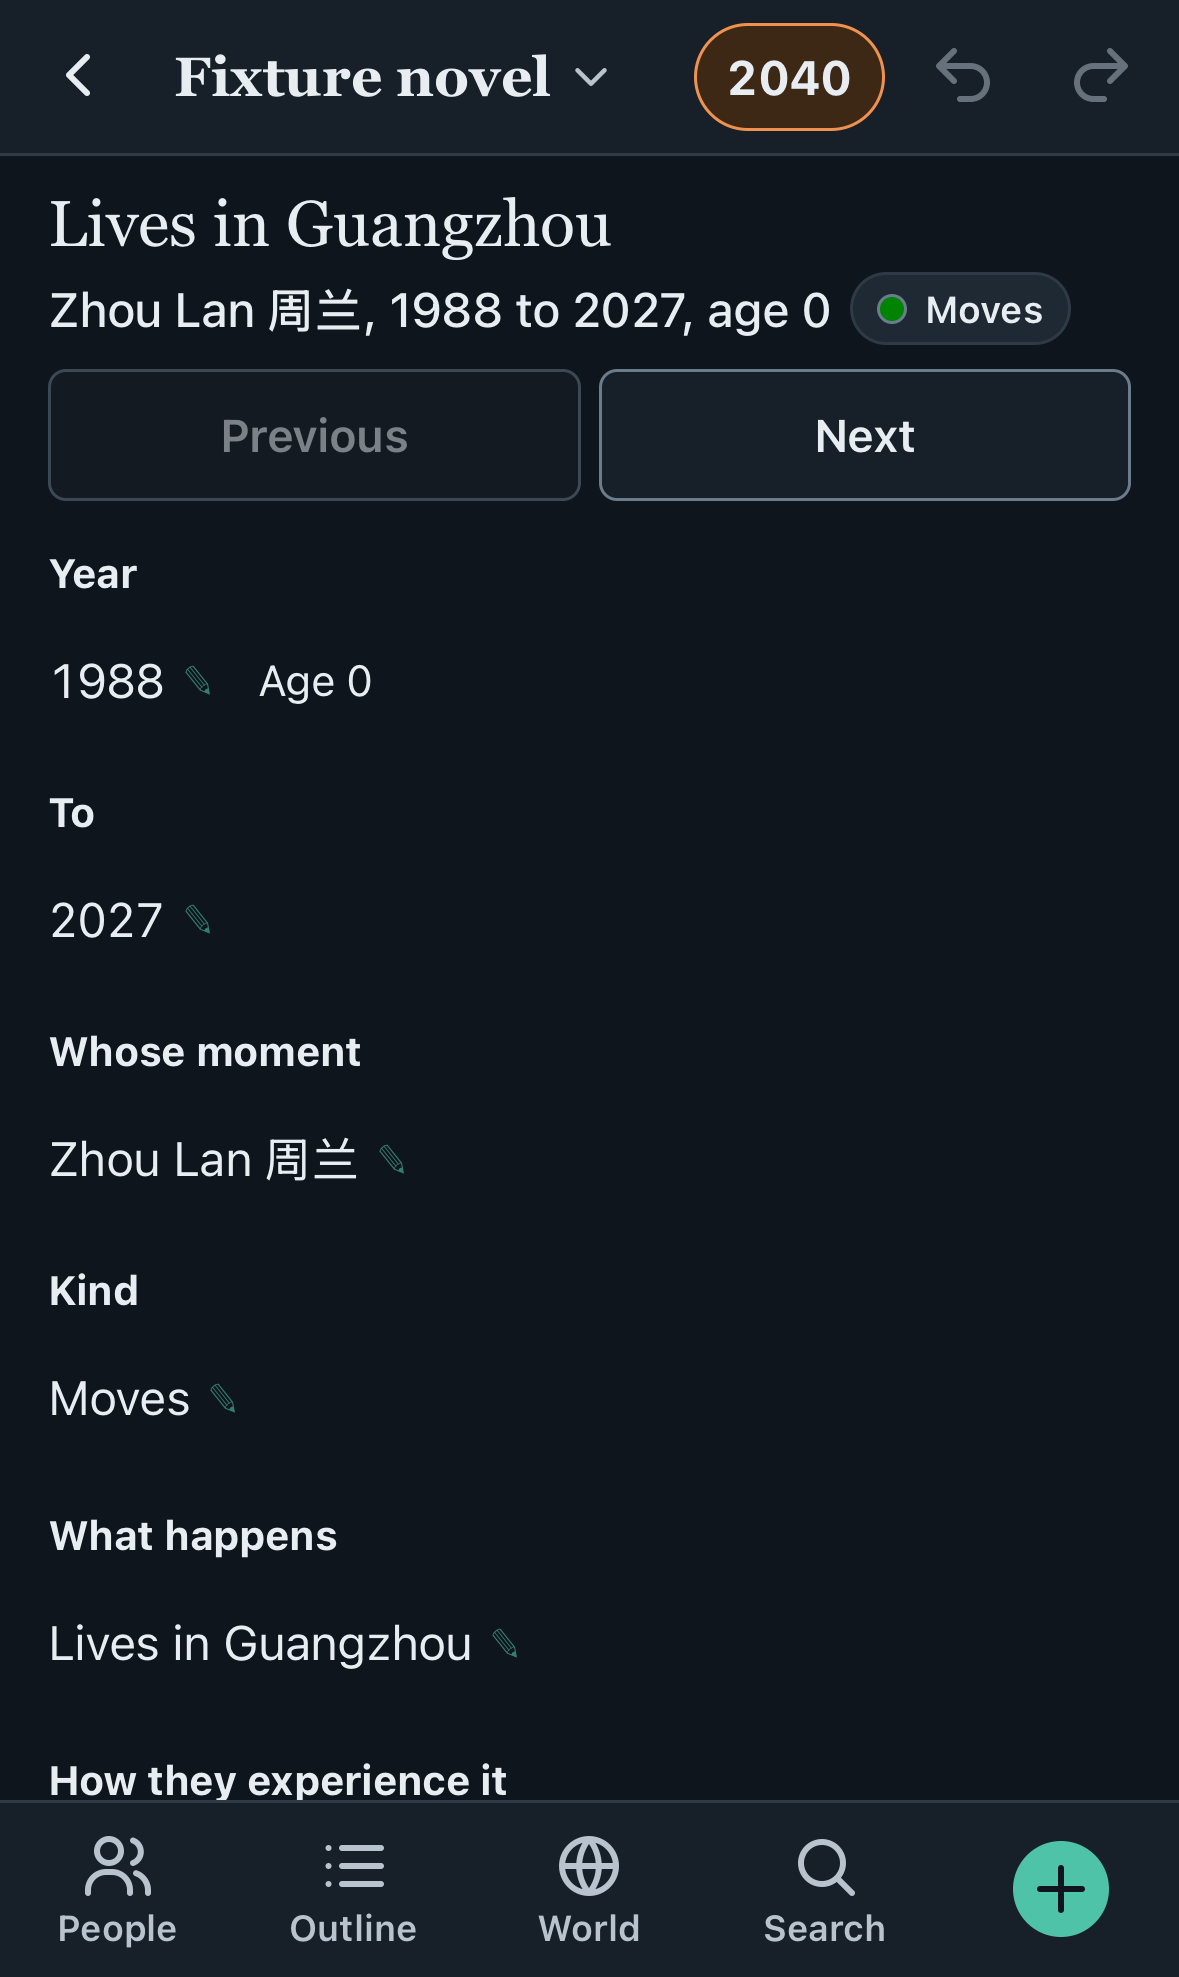 Fixture novel
2040
Lives in Guangzhou
Zhou Lan 周兰, 1988 to 2027, age 0
Moves
Previous
Next
Year
1988
Age 0
To
2027
Whose moment
Zhou Lan 周兰
Kind
Moves
What happens
Lives in Guangzhou
How they experience it
People
Outline
World
Search